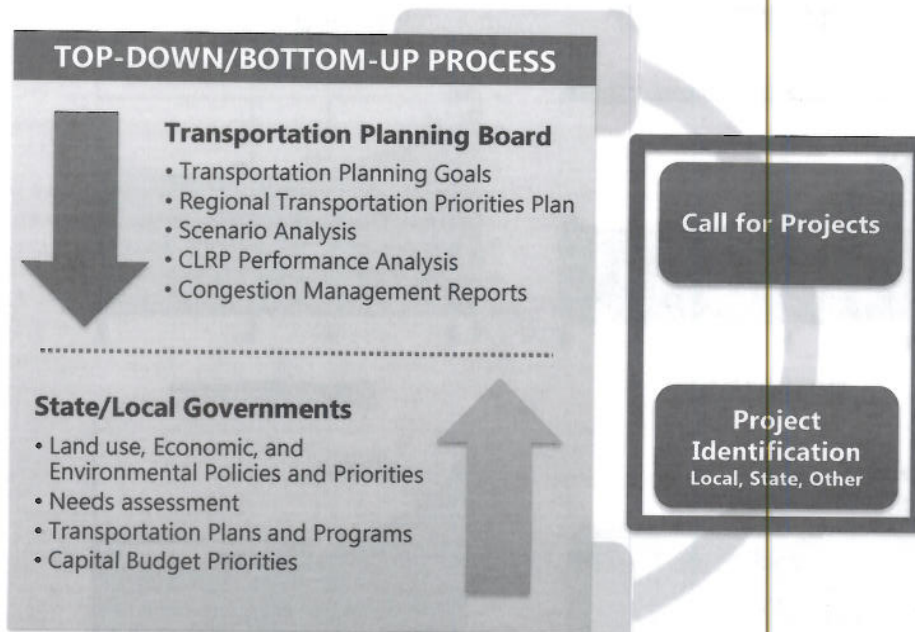 TOP-DOWN/BOTTOM-UP PROCESS
Transportation Planning Board
• Transportation Planning Goals
• Regional Transportation Priorities Plan
• Scenario Analysis
• CLRP Performance Analysis
• Congestion Management Reports
State/Local Governments
• Land use, Economic, and
Environmental Policies and Priorities
• Needs assessment
• Transportation Plans and Programs
• Capital Budget Priorities
Call for Projects
Project
Identification
Local, State, Other